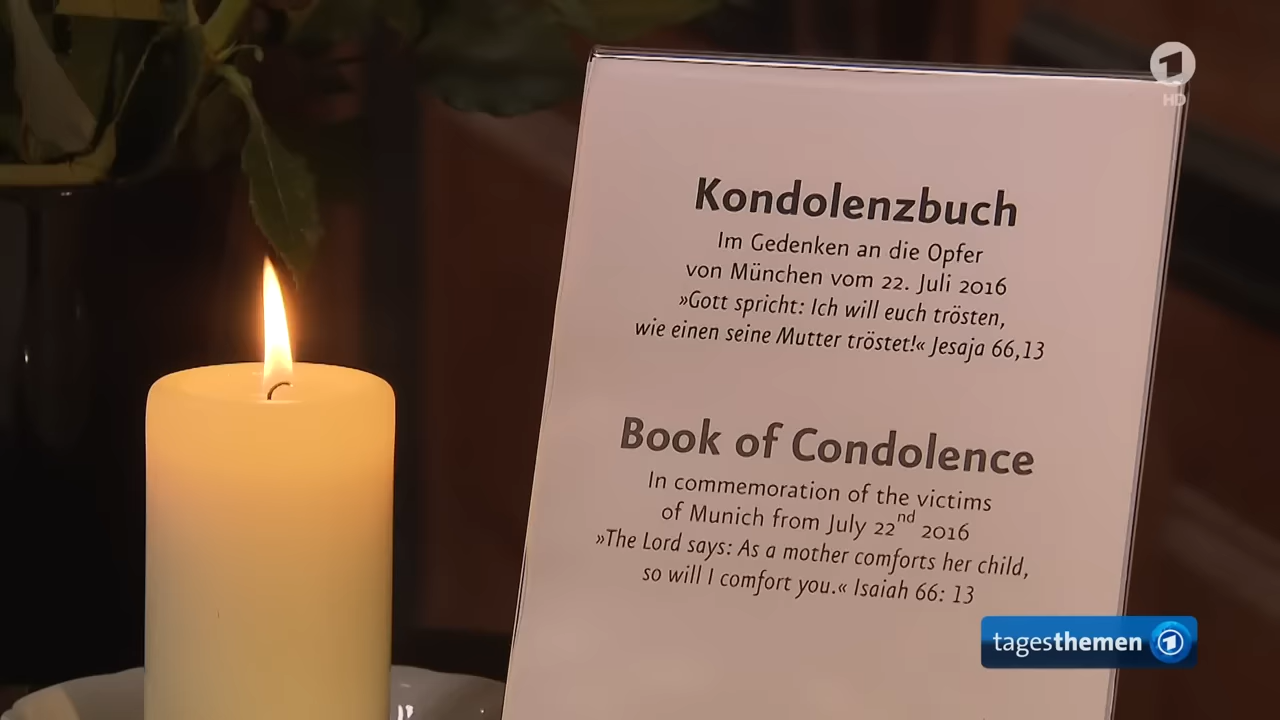 HD
Kondolenzbuch
Im Gedenken an die Opfer
von München vom 22. Juli 2016
»Gott spricht: Ich will euch trösten,
wie einen seine Mutter tröstet!« Jesaja 66,13
Book of Condolence
In commemoration of the victims
of Munich from July 22nd 2016
»The Lord says: As a mother comforts her child,
so will I comfort you.« Isaiah 66: 13
tagesthemen 1